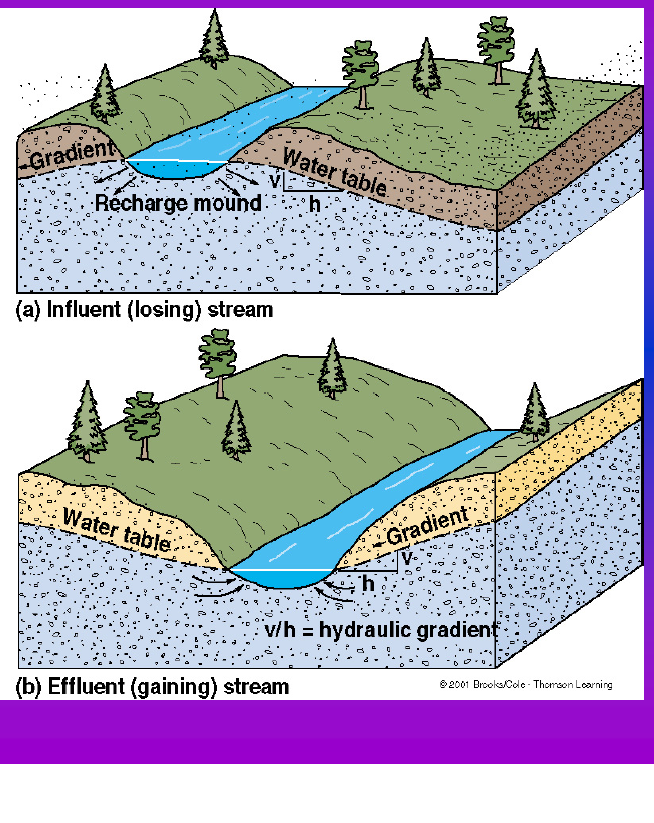 Gradient
Water table
v
h
Recharge mound
(a) Influent (losing) stream
Water table
Gradient
v
h
v/h = hydraulic gradient
(b) Effluent (gaining) stream
© 2001 Brooks/Cole - Thomson Learning